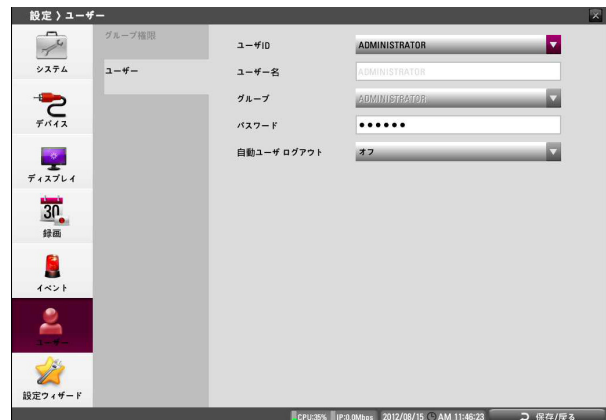 設定 〉ユーザー
システム
デバイス
ディスプレイ
30
録画
イベント
ユーザー
設定ウィザード
グループ権限
ユーザー
ユーザID ADMINISTRATOR
ユーザー名 ADMINISTRATOR
グループ ADMINISTRATOR
パスワード ●●●●●●
自動ユーザ ログアウト オフ
CPU:35% IP:0.0Mbps 2012/08/15 AM 11:46:23 保存/戻る